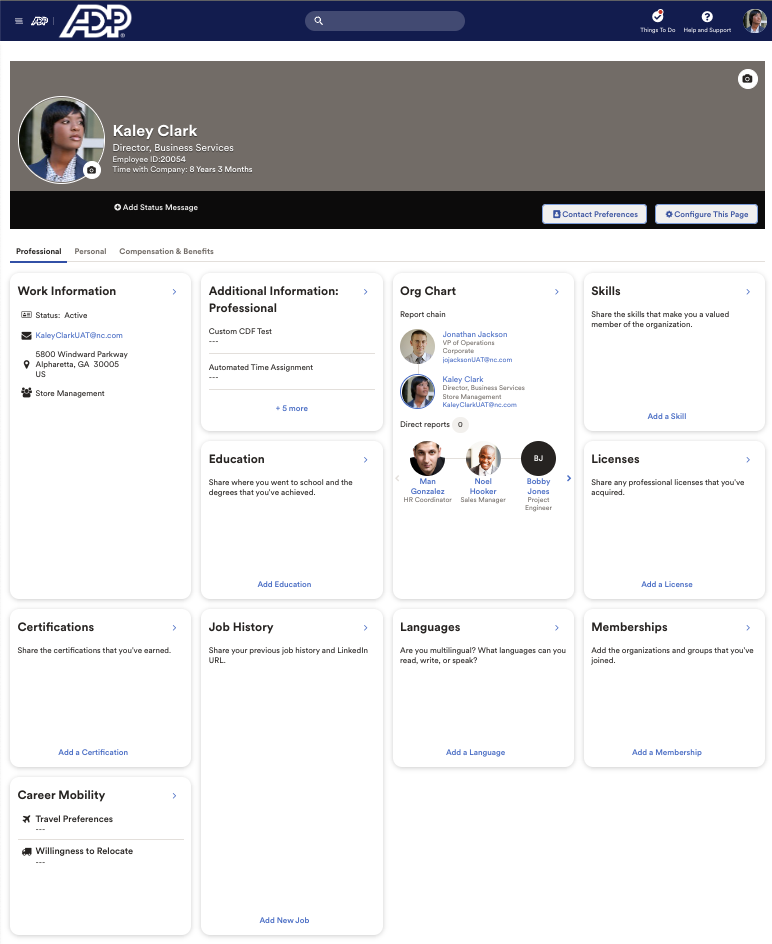 ADP
ADP
Things To Do
Help and Support
Kaley Clark
Director, Business Services
Employee ID:20054
Time with Company: 8 Years 3 Months
Add Status Message
Contact Preferences
Configure This Page
Professional
Personal
Compensation & Benefits
Work Information
Status: Active
KaleyClarkUAT@nc.com
5800 Windward Parkway
Alpharetta, GA 30005
US
Store Management
Additional Information:
Professional
Custom CDF Test
---
Automated Time Assignment
---
+ 5 more
Org Chart
Report chain
Jonathan Jackson
VP of Operations
Corporate
jojacksonUAT@nc.com
Kaley Clark
Director, Business Services
Store Management
KaleyClarkUAT@nc.com
Direct reports 0
Man
Gonzalez
HR Coordinator
Noel
Hooker
Sales Manager
BJ
Bobby
Jones
Project
Engineer
Skills
Share the skills that make you a valued
member of the organization.
Add a Skill
Education
Share where you went to school and the
degrees that you've achieved.
Add Education
Licenses
Share any professional licenses that you've
acquired.
Add a License
Certifications
Share the certifications that you've earned.
Add a Certification
Job History
Share your previous job history and LinkedIn
URL.
Add New Job
Languages
Are you multilingual? What languages can you
read, write, or speak?
Add a Language
Memberships
Add the organizations and groups that you've
joined.
Add a Membership
Career Mobility
Travel Preferences
---
Willingness to Relocate
---